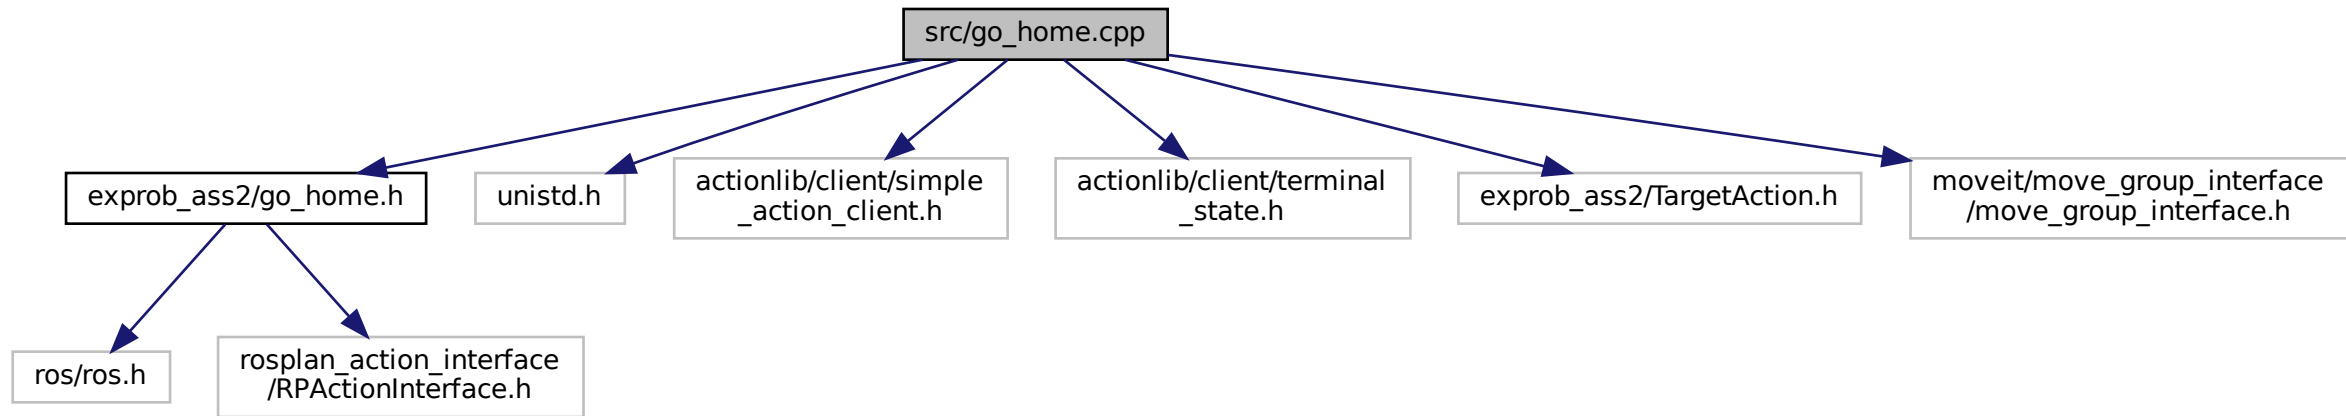 src/go_home.cpp
exprob_ass2/go_home.h
unistd.h
actionlib/client/simple
_action_client.h
actionlib/client/terminal
_state.h
exprob_ass2/TargetAction.h
moveit/move_group_interface
/move_group_interface.h
ros/ros.h
rosplan_action_interface
/RPActionInterface.h